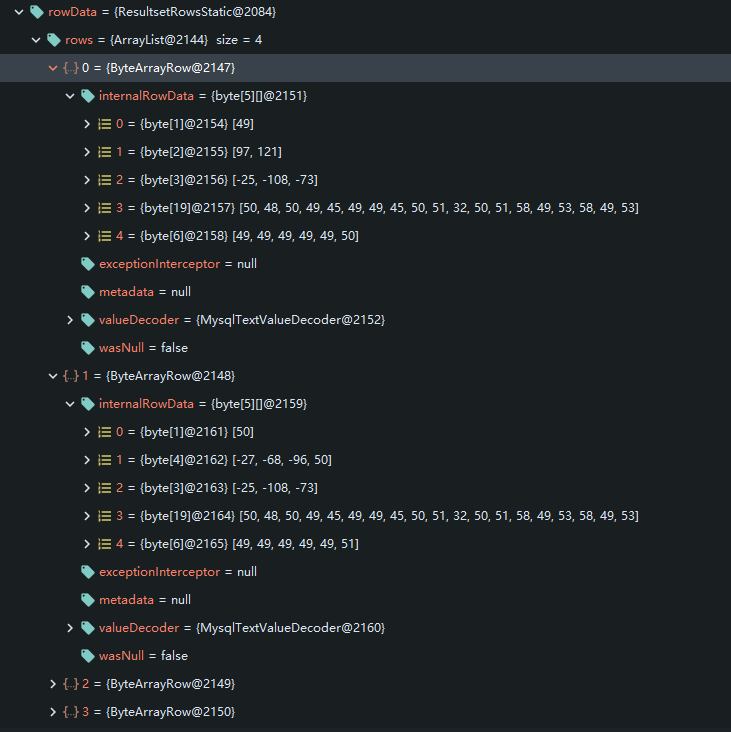 rowData = {ResultsetRowsStatic@2084}
rows = {ArrayList@2144} size = 4
{..} 0 = {ByteArrayRow@2147}
internalRowData = {byte[5][]@2151}
0 = {byte[1]@2154} [49]
1 = {byte[2]@2155} [97, 121]
2 = {byte[3]@2156} [-25, -108, -73]
3 = {byte[19]@2157} [50, 48, 50, 49, 45, 49, 49, 45, 50, 51, 32, 50, 51, 58, 49, 53, 58, 49, 53]
4 = {byte[6]@2158} [49, 49, 49, 49, 49, 50]
exceptionInterceptor = null
metadata = null
valueDecoder = {MysqlTextValueDecoder@2152}
wasNull = false
{..} 1 = {ByteArrayRow@2148}
internalRowData = {byte[5][]@2159}
0 = {byte[1]@2161} [50]
1 = {byte[4]@2162} [-27, -68, -96, 50]
2 = {byte[3]@2163} [-25, -108, -73]
3 = {byte[19]@2164} [50, 48, 50, 49, 45, 49, 49, 45, 50, 51, 32, 50, 51, 58, 49, 53, 58, 49, 53]
4 = {byte[6]@2165} [49, 49, 49, 49, 49, 51]
exceptionInterceptor = null
metadata = null
valueDecoder = {MysqlTextValueDecoder@2160}
wasNull = false
{..} 2 = {ByteArrayRow@2149}
{..} 3 = {ByteArrayRow@2150}